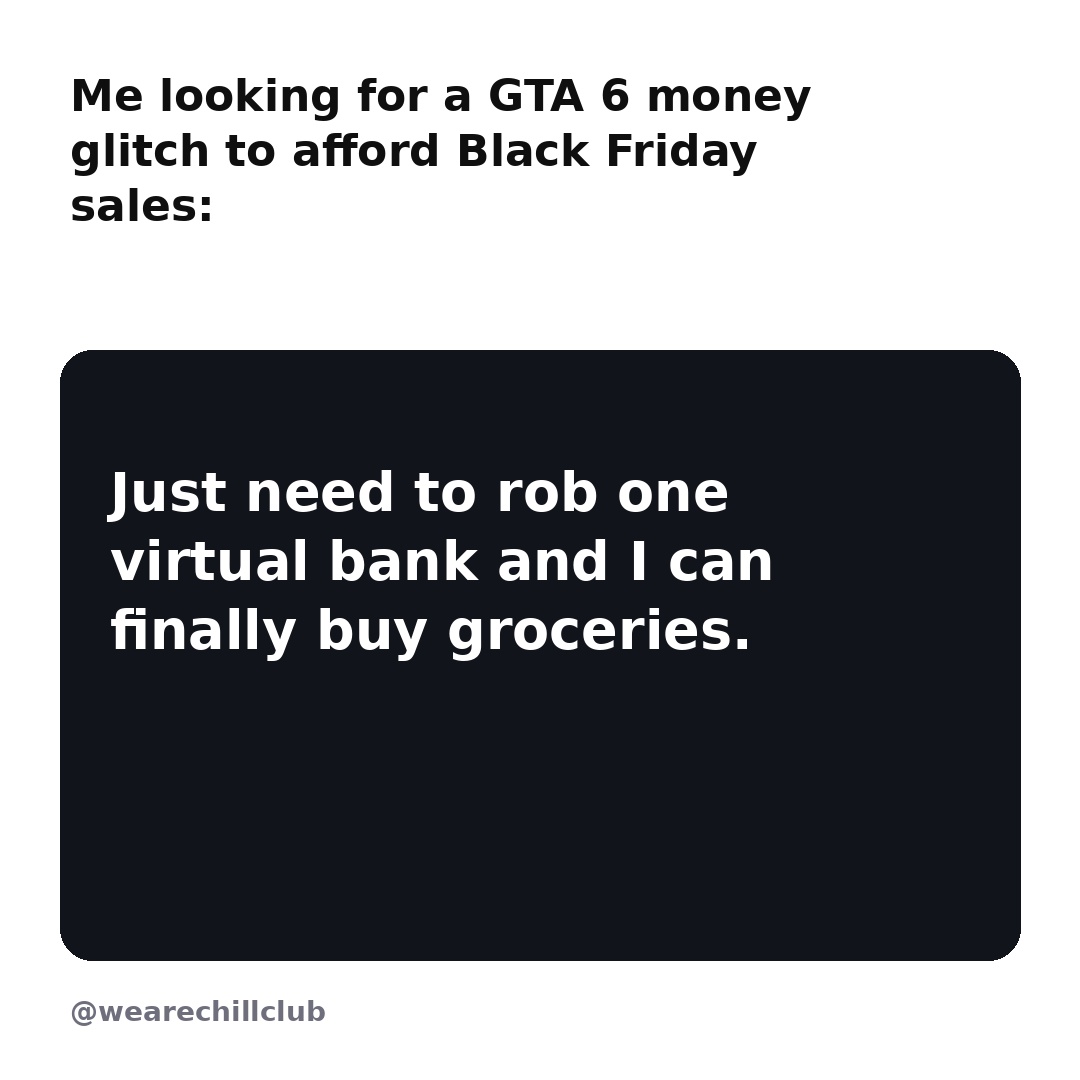 Me looking for a GTA 6 money
glitch to afford Black Friday
sales:
Just need to rob one
virtual bank and I can
finally buy groceries.
@wearechillclub